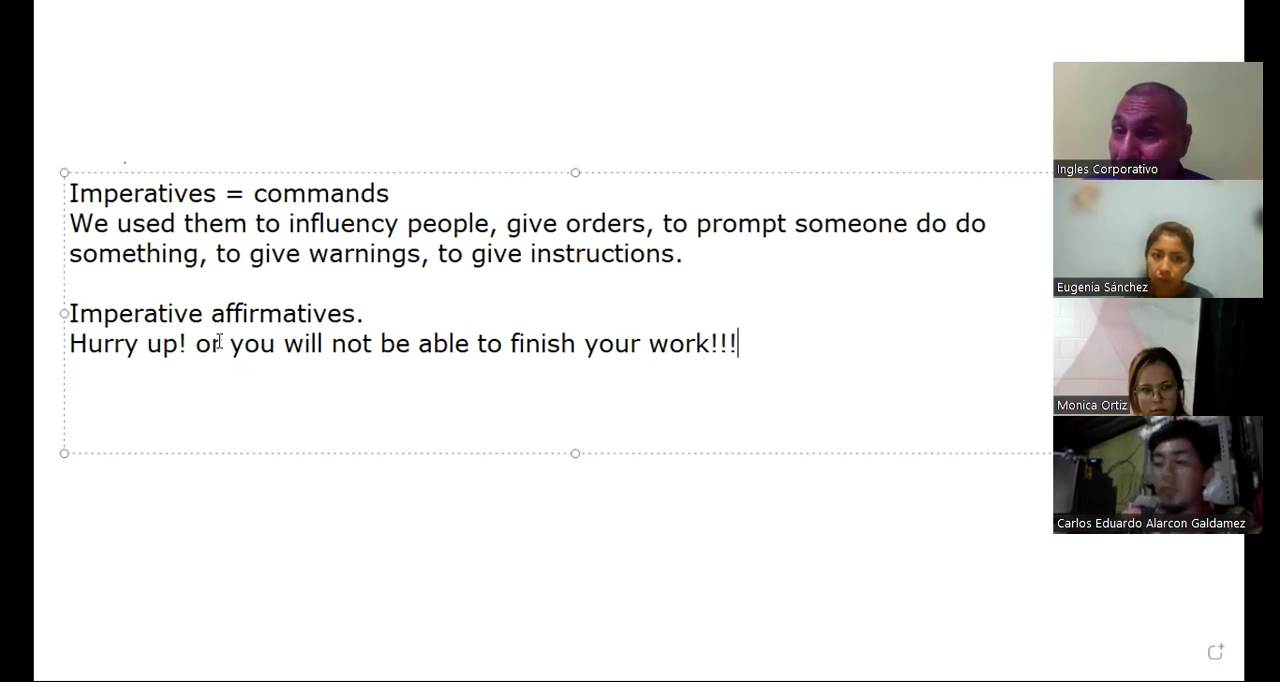 Imperatives = commands
We used them to influency people, give orders, to prompt someone do do
something, to give warnings, to give instructions.
Imperative affirmatives.
Hurry up! or you will not be able to finish your work!!!
Ingles Corporativo
Eugenia Sánchez
Monica Ortiz
Carlos Eduardo Alarcon Galdamez